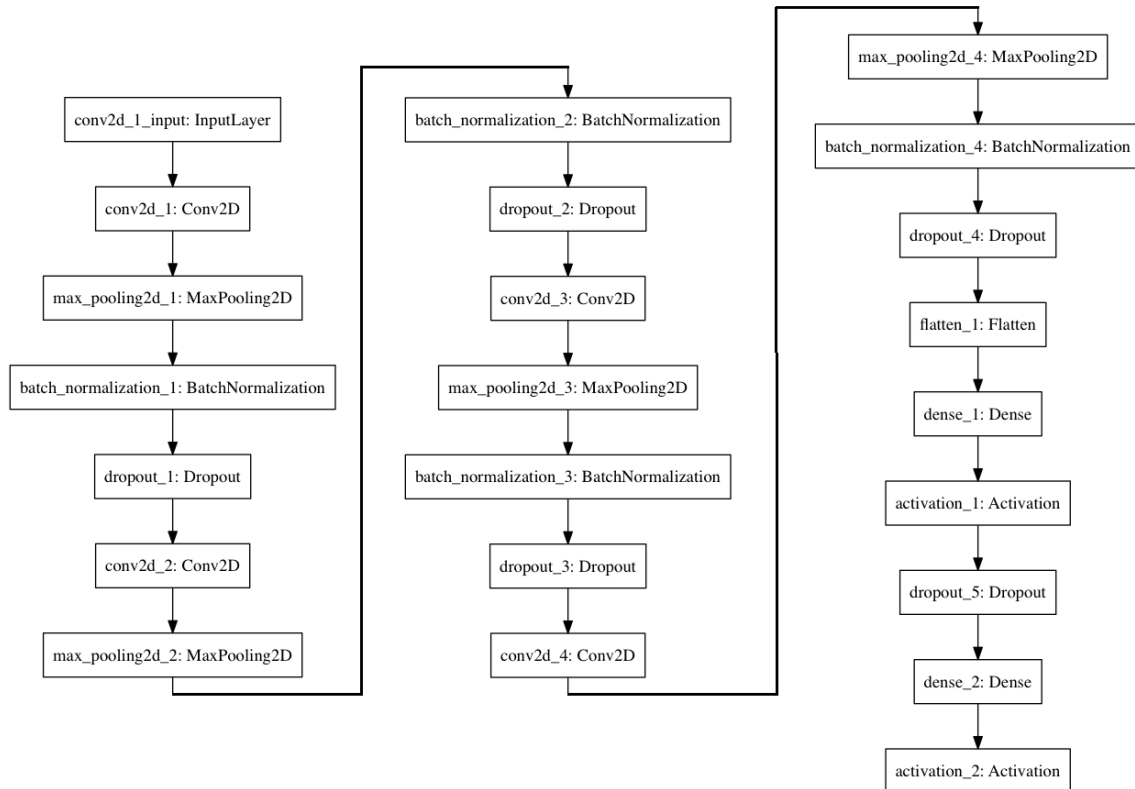 conv2d_1_input: InputLayer
conv2d_1: Conv2D
max_pooling2d_1: MaxPooling2D
batch_normalization_1: BatchNormalization
dropout_1: Dropout
conv2d_2: Conv2D
max_pooling2d_2: MaxPooling2D
batch_normalization_2: BatchNormalization
dropout_2: Dropout
conv2d_3: Conv2D
max_pooling2d_3: MaxPooling2D
batch_normalization_3: BatchNormalization
dropout_3: Dropout
conv2d_4: Conv2D
max_pooling2d_4: MaxPooling2D
batch_normalization_4: BatchNormalization
dropout_4: Dropout
flatten_1: Flatten
dense_1: Dense
activation_1: Activation
dropout_5: Dropout
dense_2: Dense
activation_2: Activation